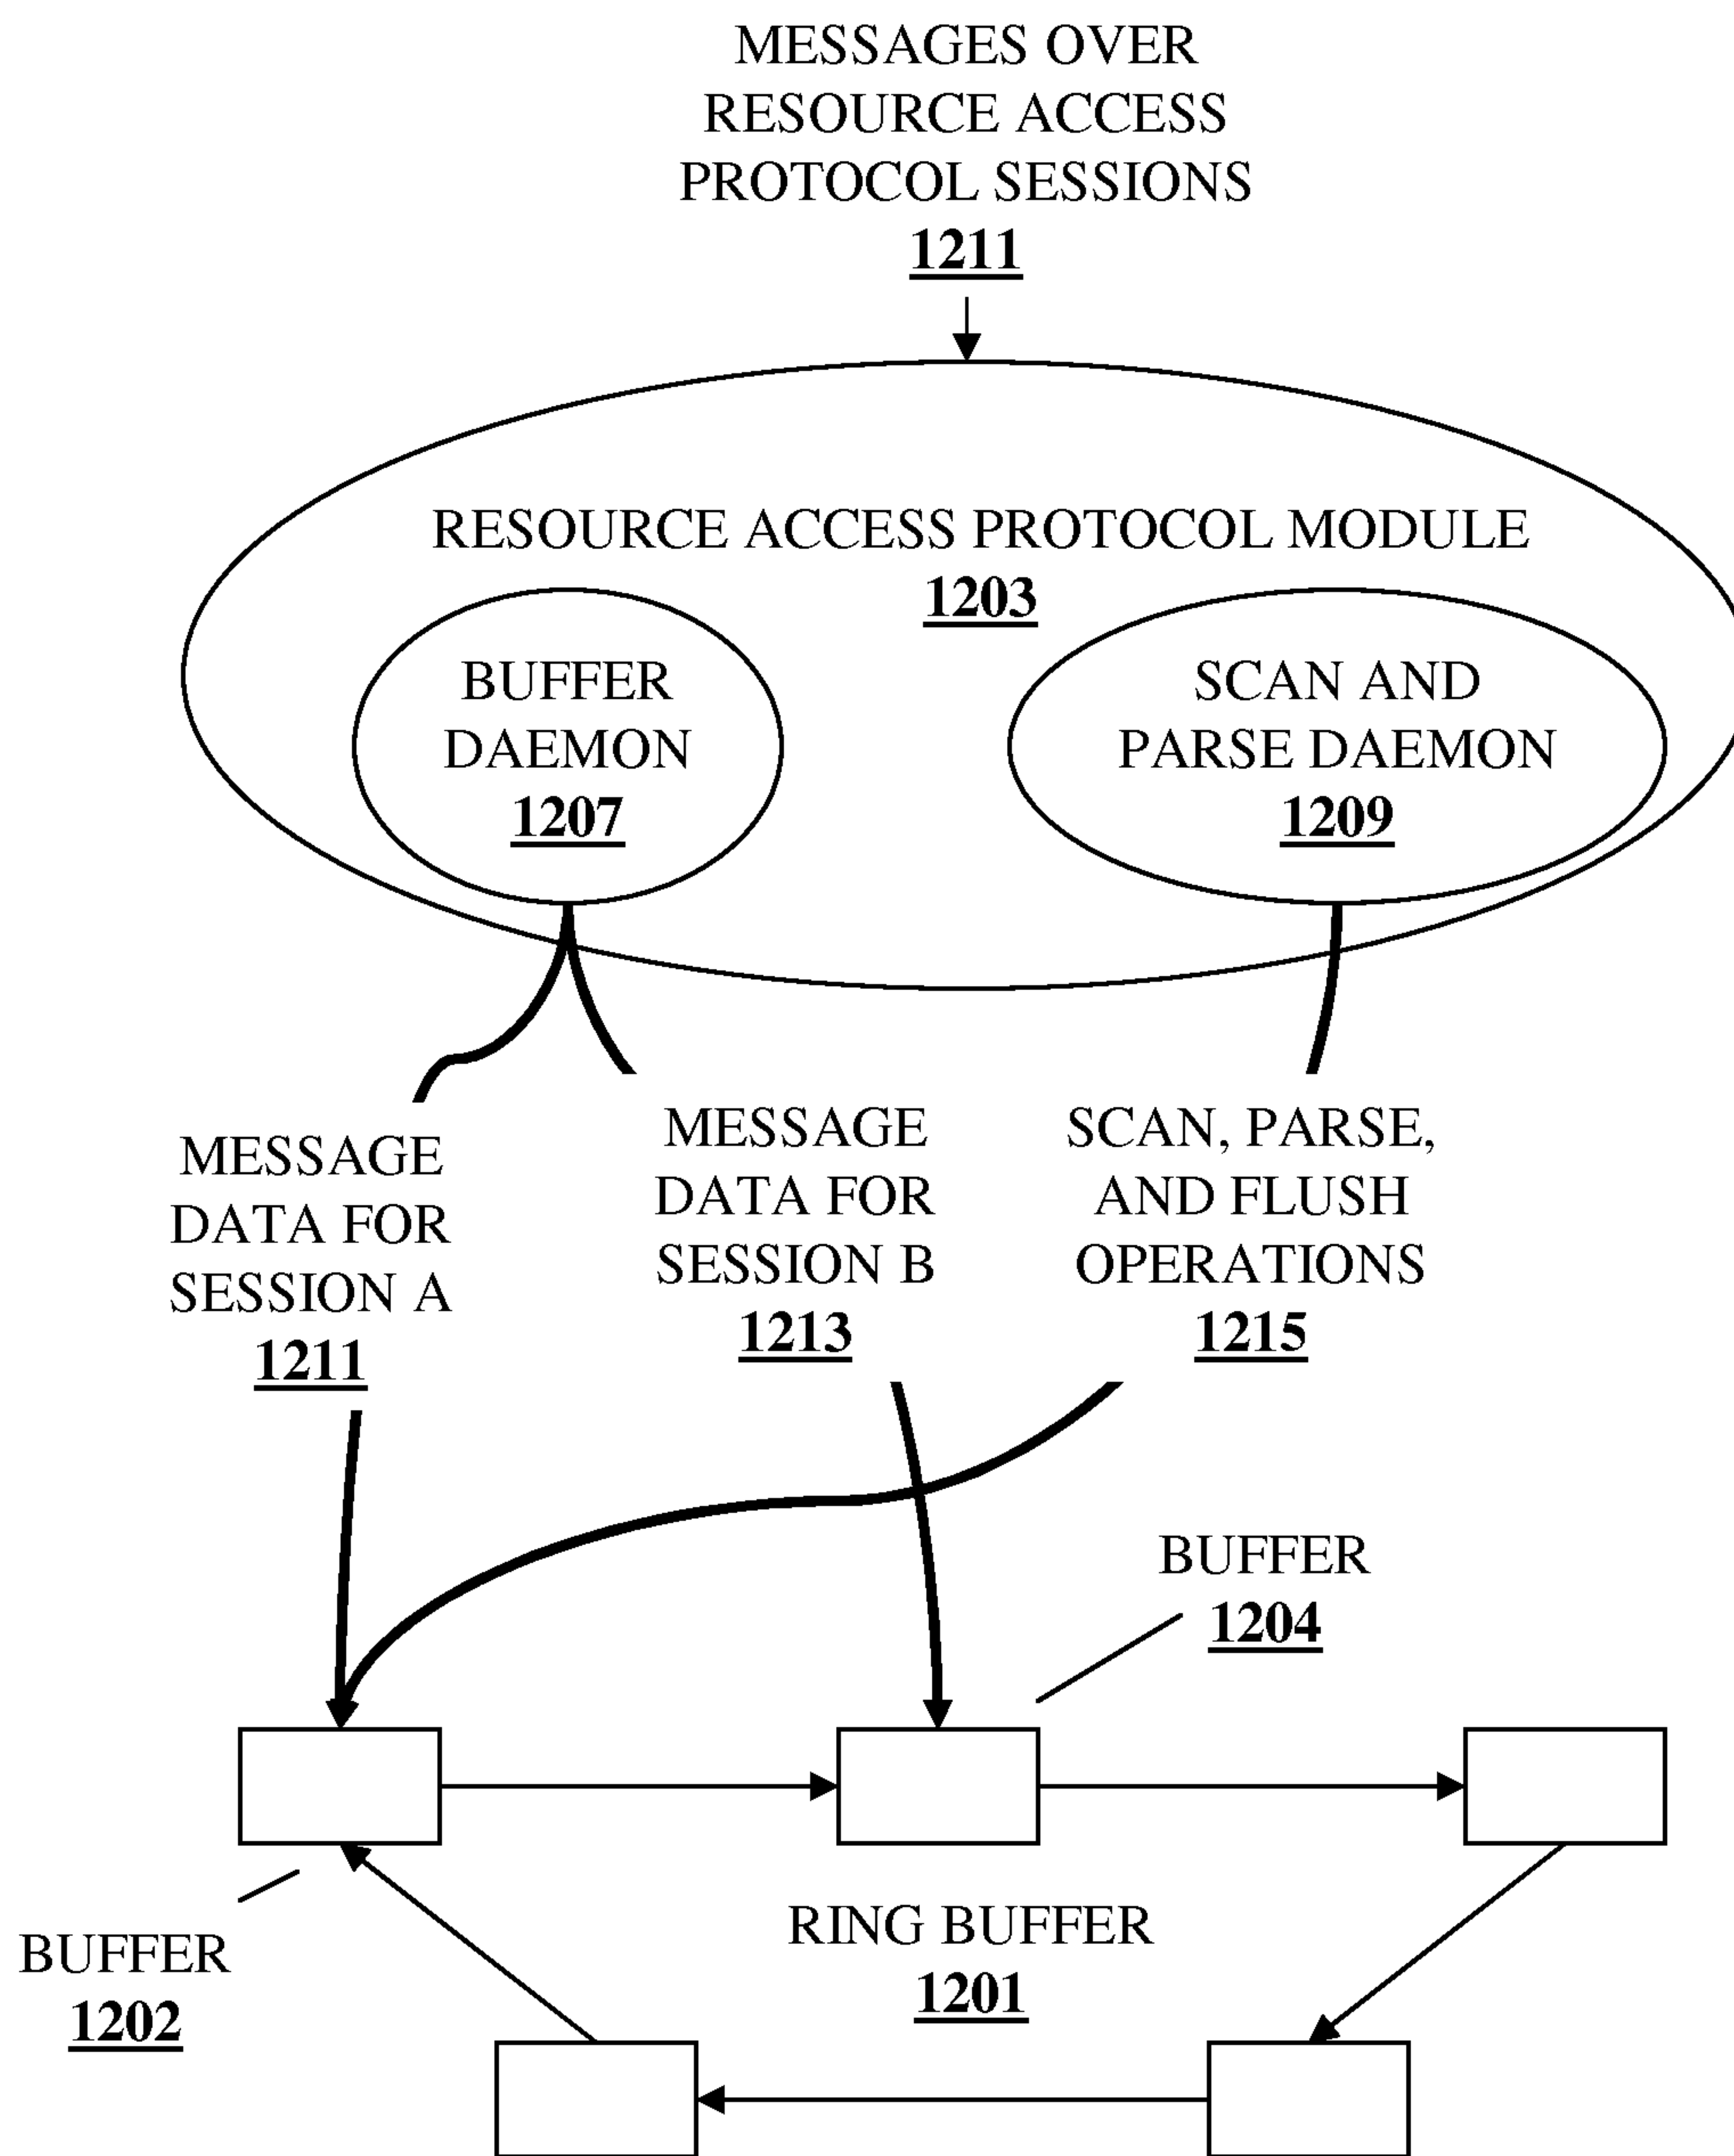 MESSAGES OVER
RESOURCE ACCESS
PROTOCOL SESSIONS
1211
RESOURCE ACCESS PROTOCOL MODULE
1203
BUFFER
DAEMON
1207
SCAN AND
PARSE DAEMON
1209
MESSAGE
DATA FOR
SESSION A
1211
MESSAGE
DATA FOR
SESSION B
1213
SCAN, PARSE,
AND FLUSH
OPERATIONS
1215
BUFFER
1204
RING BUFFER
1201
BUFFER
1202